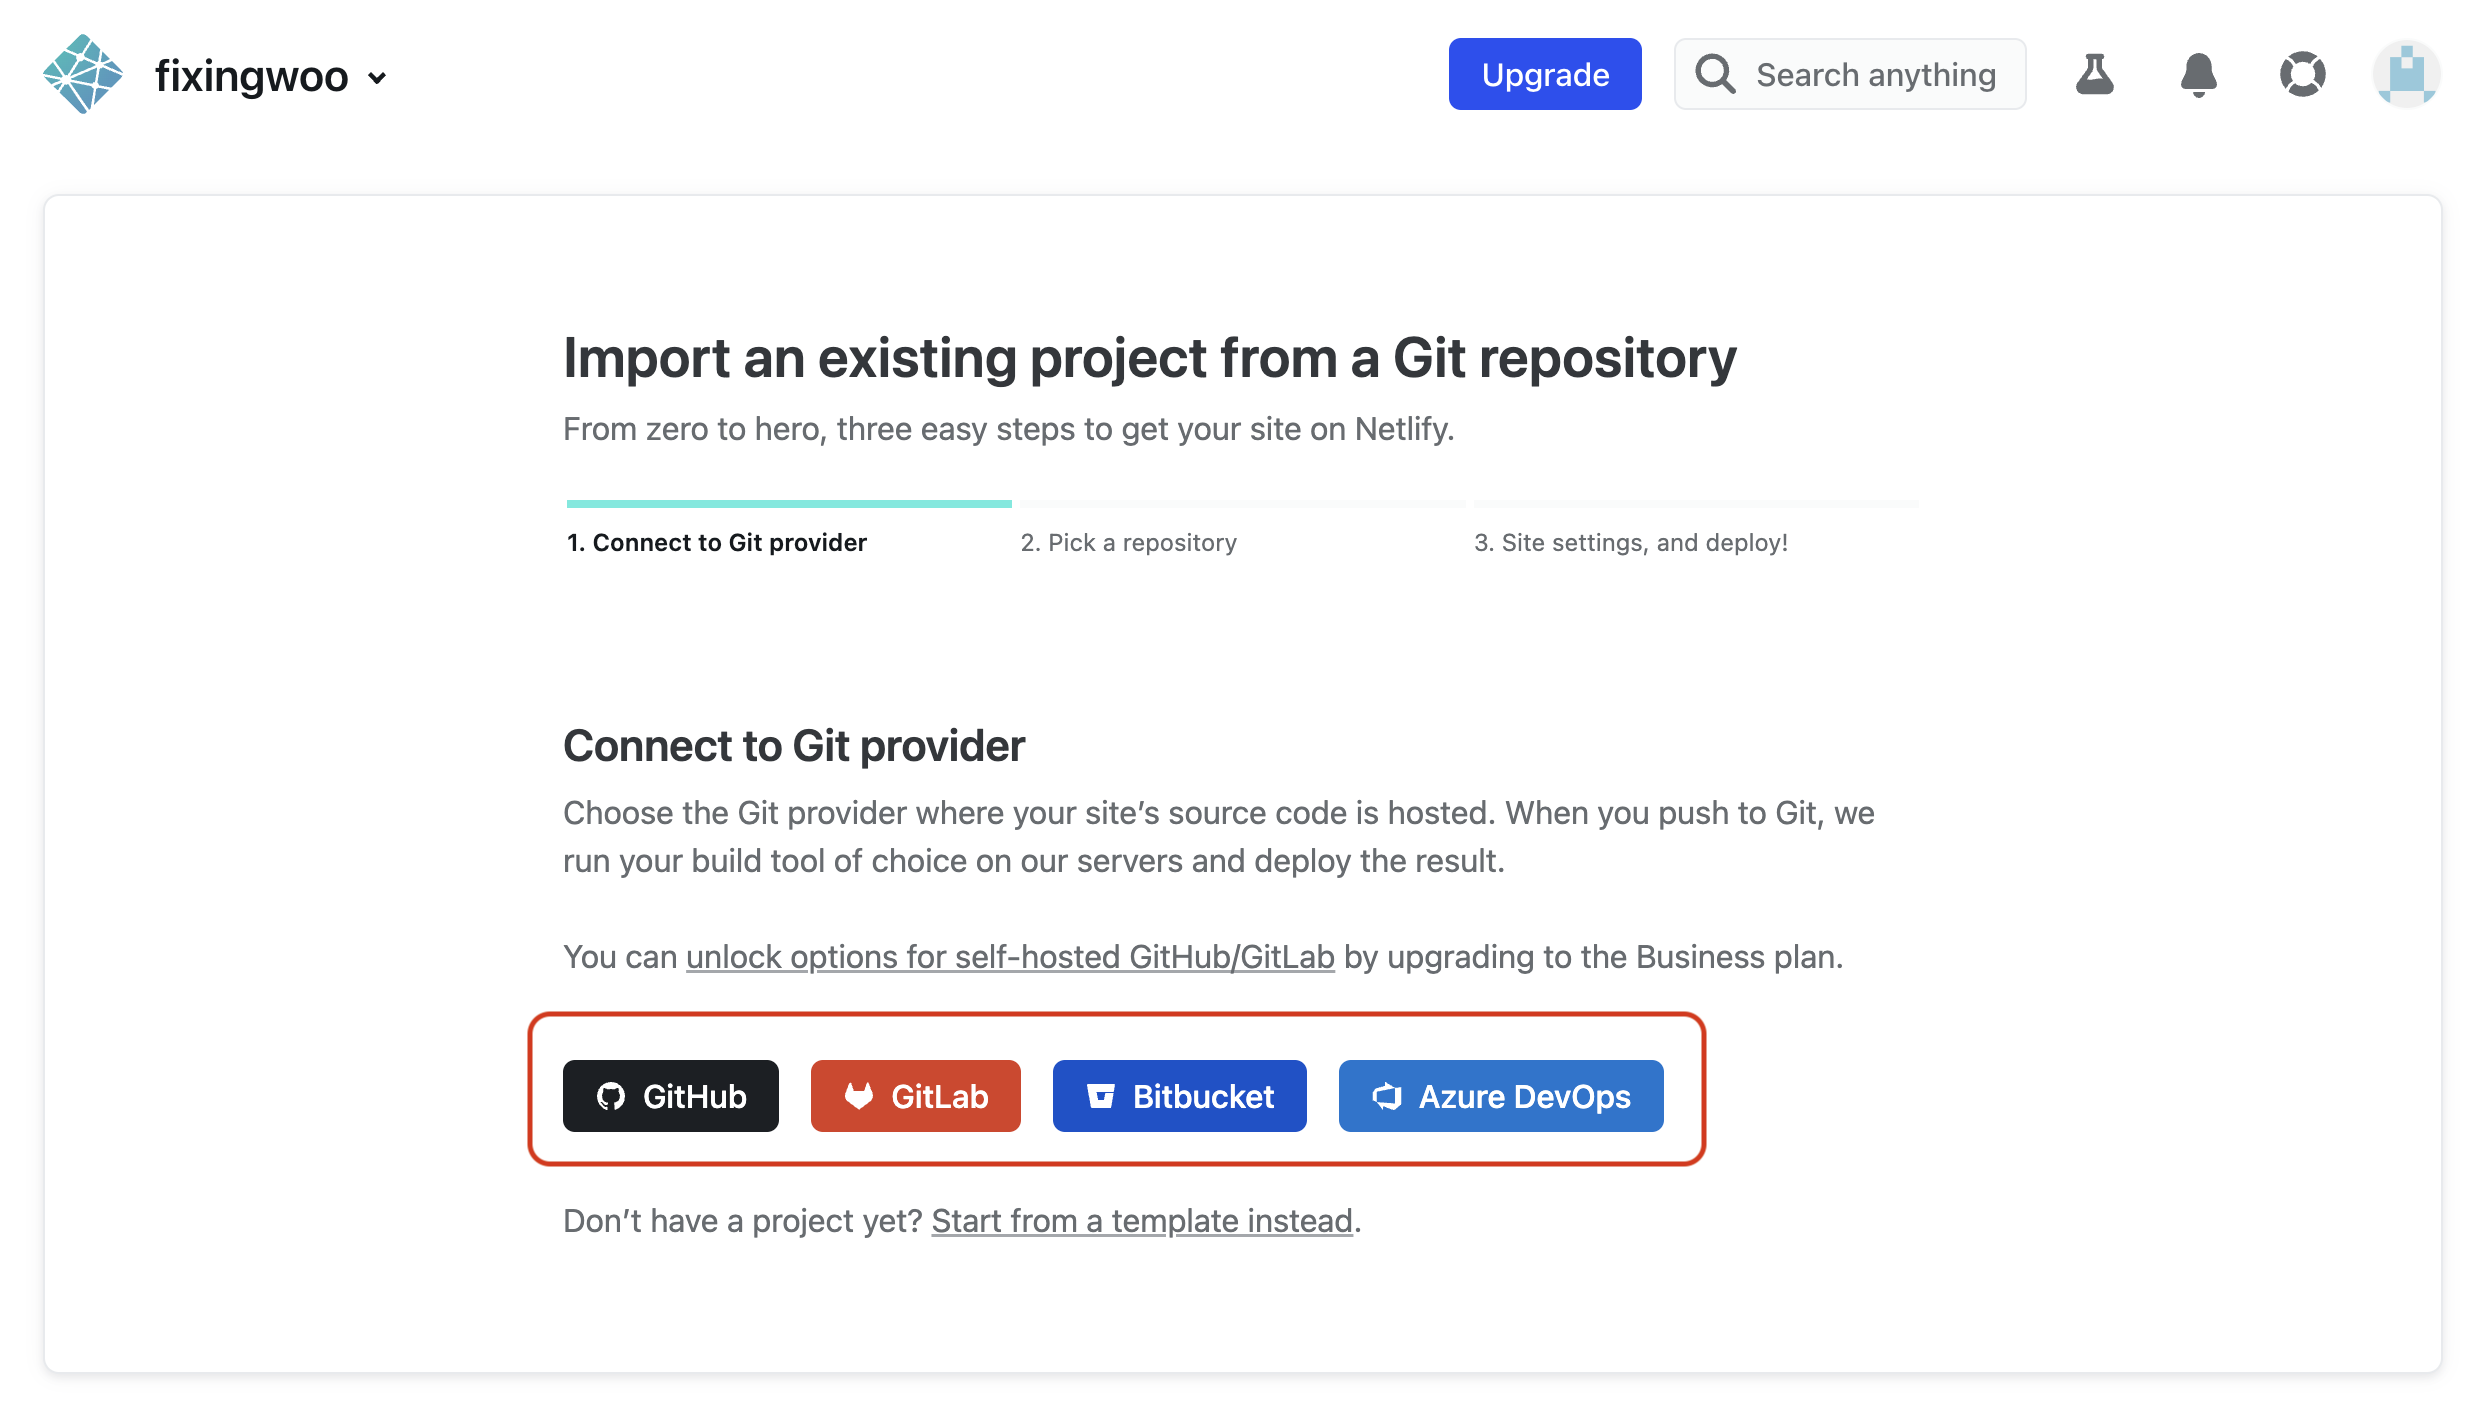 fixingwoo
Upgrade
Search anything
Import an existing project from a Git repository
From zero to hero, three easy steps to get your site on Netlify.
1. Connect to Git provider
2. Pick a repository
3. Site settings, and deploy!
Connect to Git provider
Choose the Git provider where your site’s source code is hosted. When you push to Git, we
run your build tool of choice on our servers and deploy the result.
You can unlock options for self-hosted GitHub/GitLab by upgrading to the Business plan.
GitHub
GitLab
Bitbucket
Azure DevOps
Don’t have a project yet? Start from a template instead.